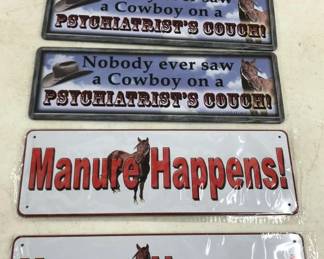 a Cowboy on a
PSYCHIATRIST'S COUCH!
Nobody ever saw
a Cowboy on a
PSYCHIATRIST'S COUCH!
Manure Happens!